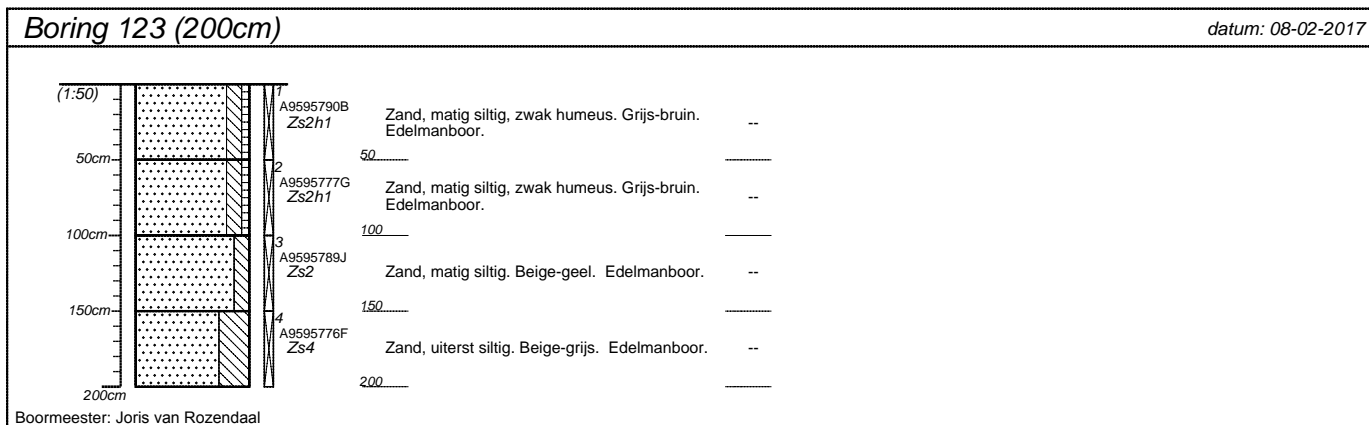 Boring 123 (200cm)
datum: 08-02-2017
(1:50)
1
A9595790B
Zs2h1
Zand, matig siltig, zwak humeus. Grijs-bruin.
Edelmanboor.
--
50cm
50
2
A9595777G
Zs2h1
Zand, matig siltig, zwak humeus. Grijs-bruin.
Edelmanboor.
--
100cm
100
3
A9595789J
Zs2
Zand, matig siltig. Beige-geel. Edelmanboor.
--
150cm
150
4
A9595776F
Zs4
Zand, uiterst siltig. Beige-grijs. Edelmanboor.
--
200cm
200
Boormeester: Joris van Rozendaal